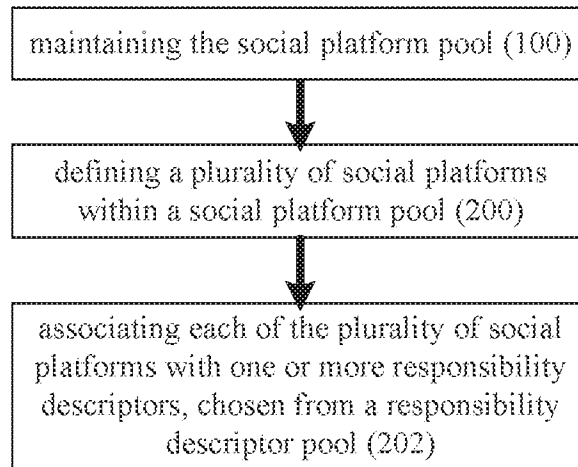 maintaining the social platform pool (100)
defining a plurality of social platforms
within a social platform pool (200)
associating each of the plurality of social
platforms with one or more responsibility
descriptors, chosen from a responsibility
descriptor pool (202)